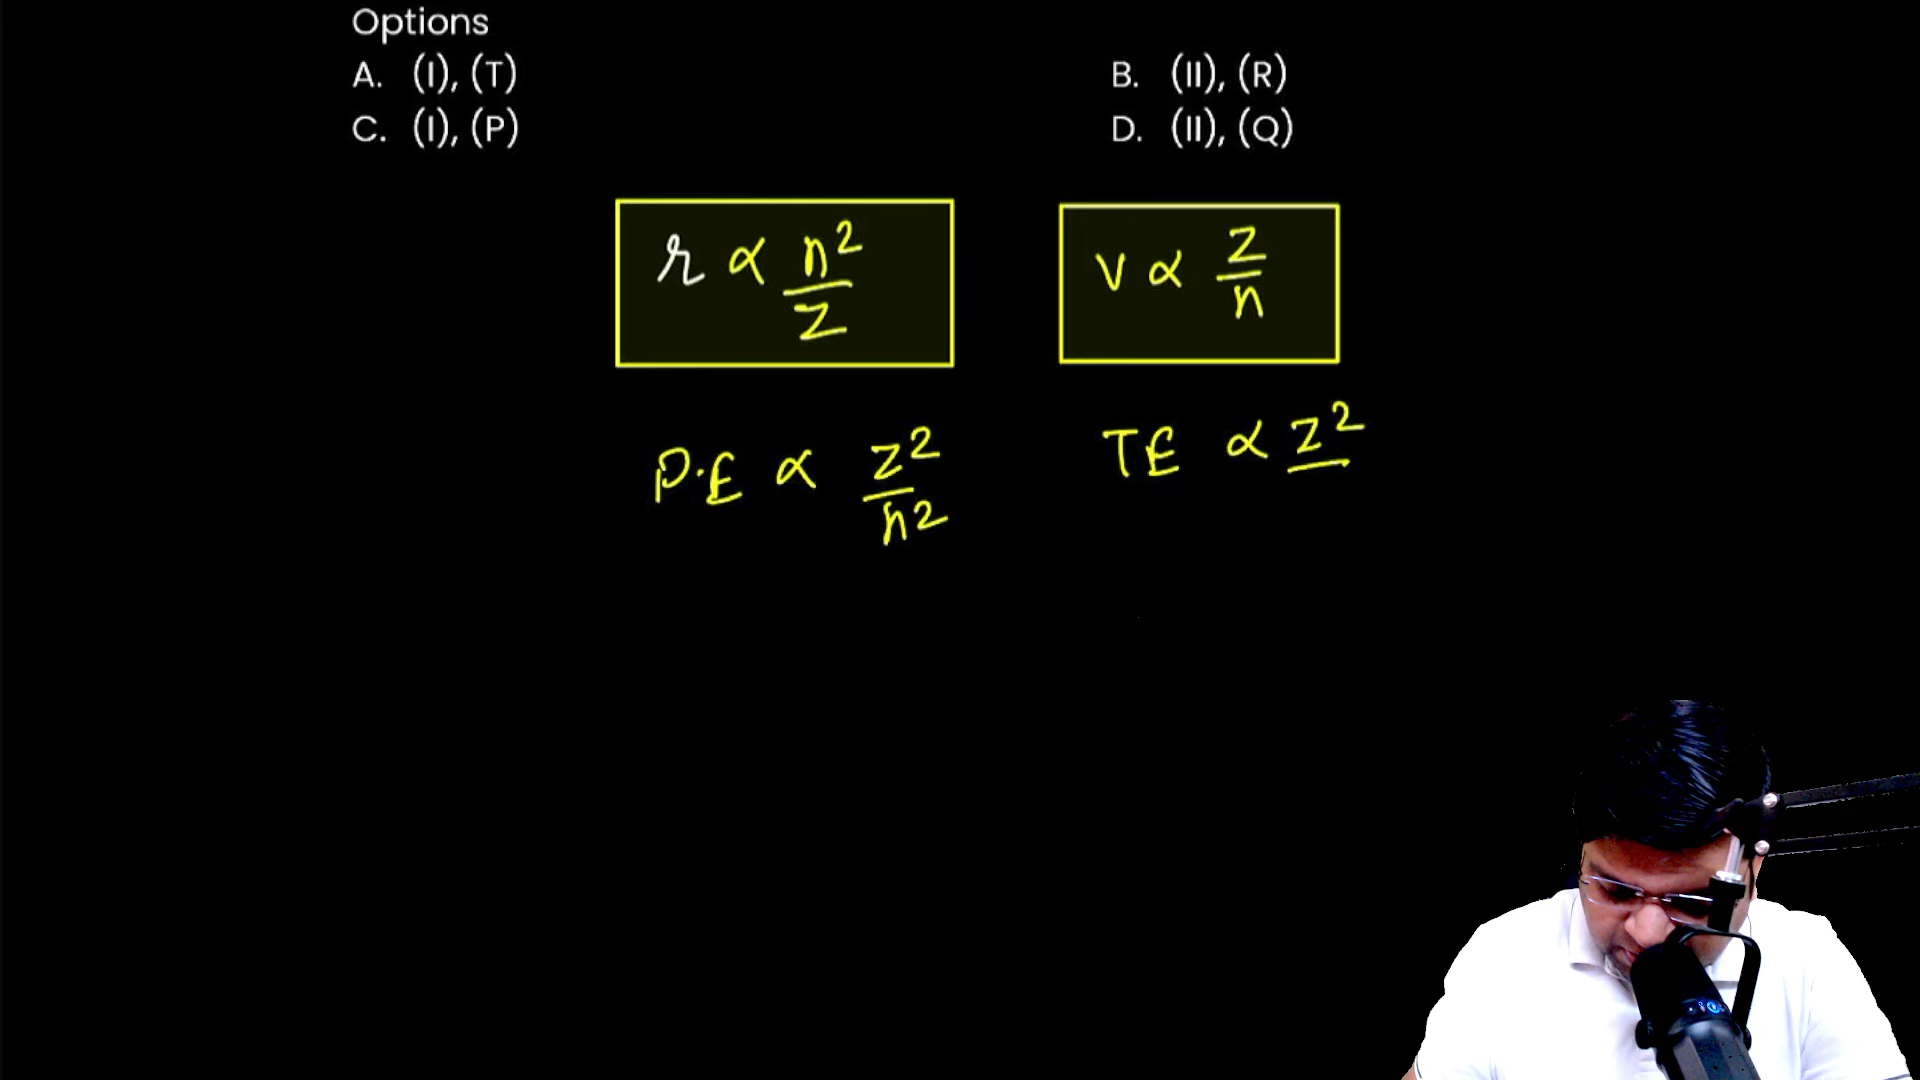 Options
A. (I), (T)
B. (II), (R)
C. (I), (P)
D. (II), (Q)
r ∝ n²/z
v ∝ z/n
P.E ∝ z²/n²
TE ∝ z²